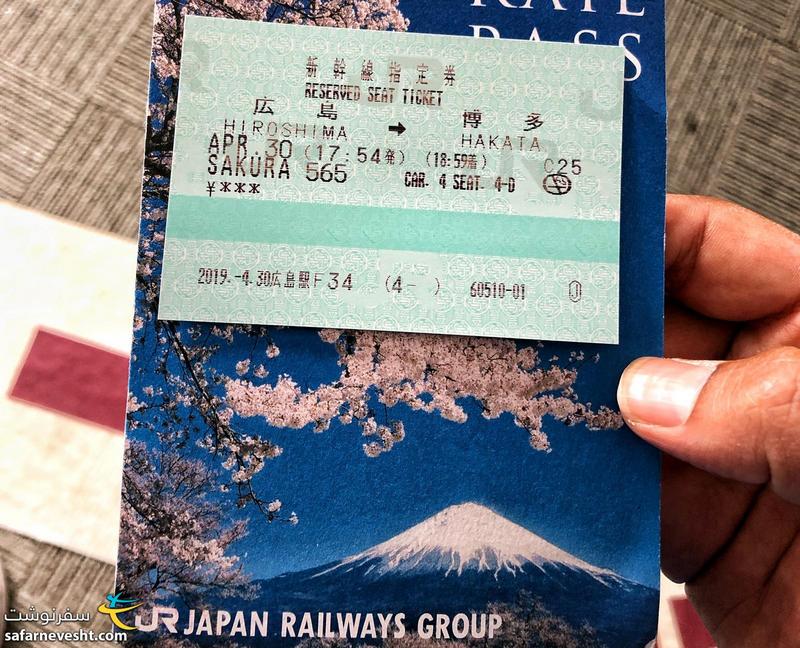 RAIL
PASS
新幹線指定券
RESERVED SEAT TICKET
広島 → 博多
HIROSHIMA HAKATA
APR. 30 (17:54発) (18:59着) C25
SAKURA 565 CAR. 4 SEAT. 4-D
¥***
2019.-4.30広島駅F34 (4- ) 60510-01
JR JAPAN RAILWAYS GROUP
سفرنوشت
safarnevesht.com